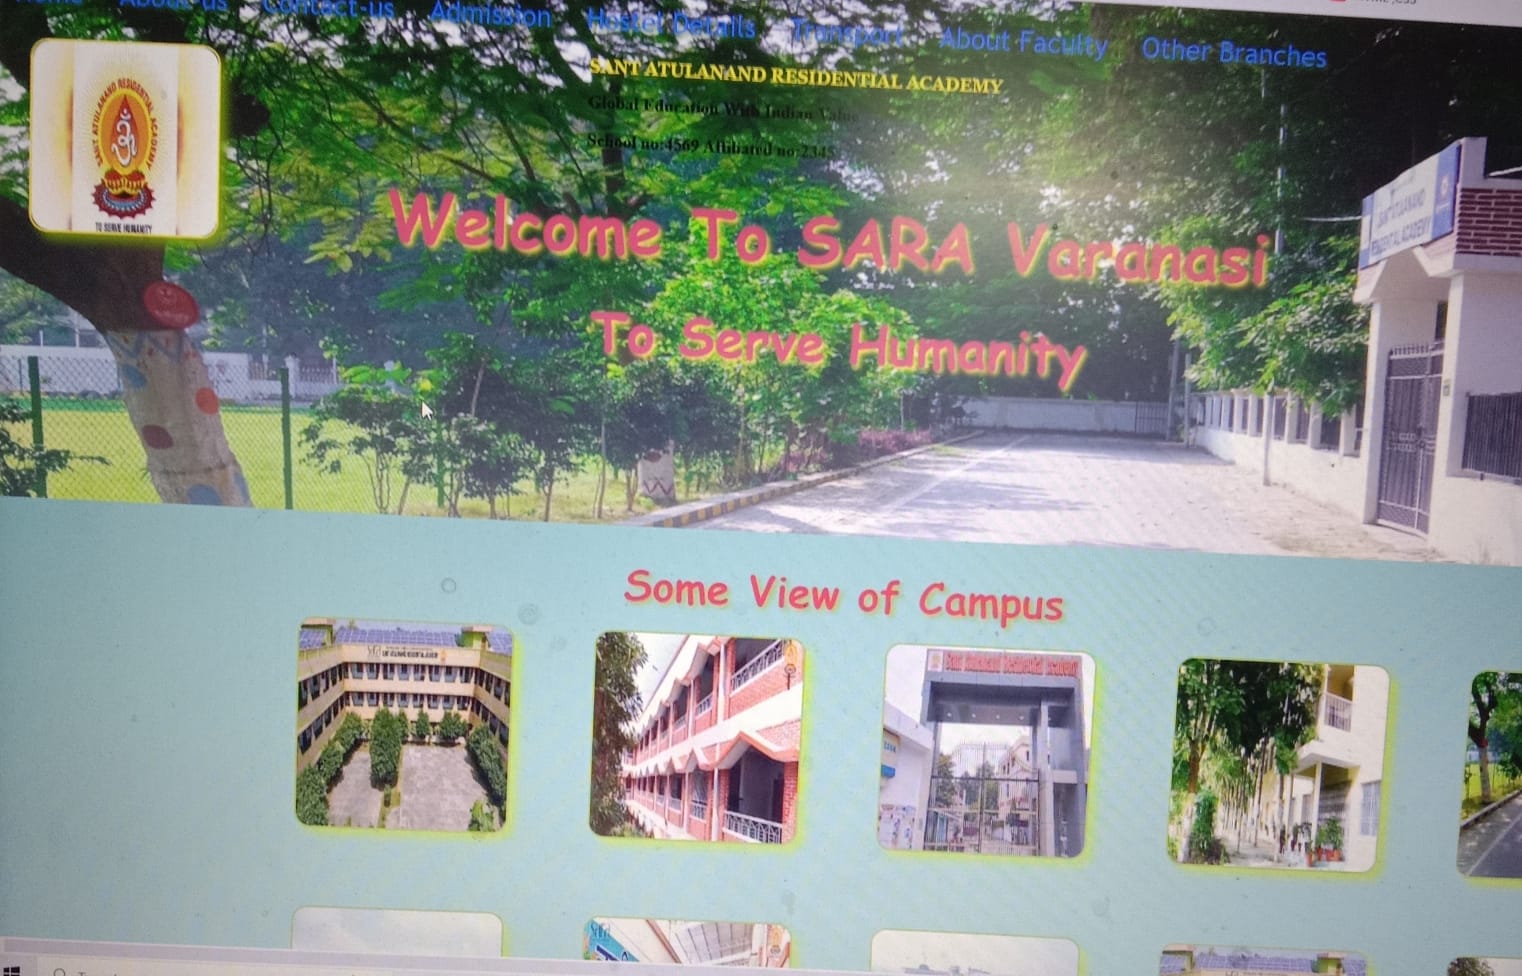 Home About-us Contact-us Admission Hostel Details Transport About Faculty Other Branches
SANT ATULANAND RESIDENTIAL ACADEMY
Global Education With Indian Value
School no:4569 Affiliated no:2345
SANT ATULANAND RESIDENTIAL ACADEMY
TO SERVE HUMANITY
Welcome To SARA Varanasi
To Serve Humanity
SANT ATULANAND
RESIDENTIAL ACADEMY
Some View of Campus
Sant Atulanand Residential Academy